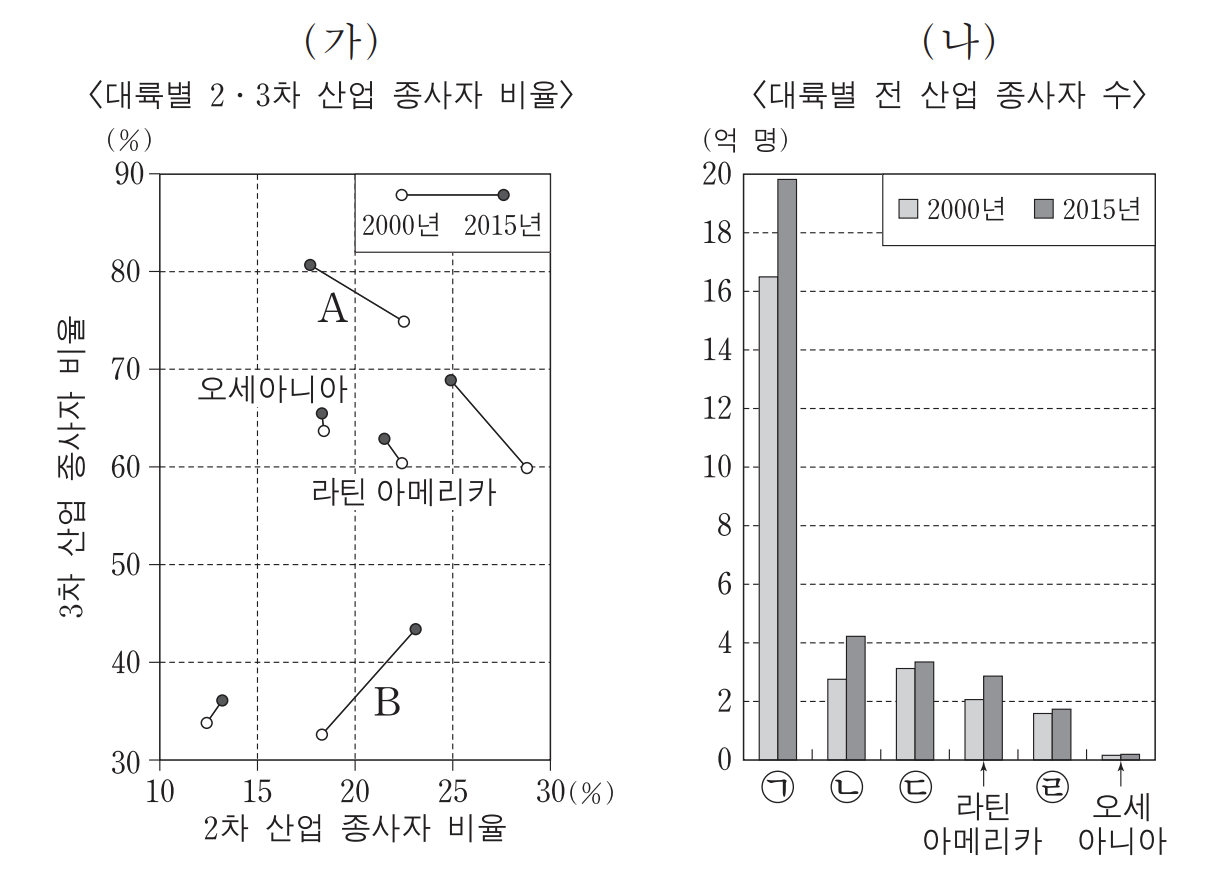 (가)
〈대륙별 2·3차 산업 종사자 비율〉
(%)
90
80
70
60
50
40
30
10 15 20 25 30(%)
2차 산업 종사자 비율
3차 산업 종사자 비율
2000년 2015년
A
오세아니아
라틴 아메리카
B
(나)
〈대륙별 전 산업 종사자 수〉
(억 명)
20
18
16
14
12
10
8
6
4
2
0
2000년 2015년
㉠ ㉡ ㉢ 라틴 아메리카 ㉣ 오세아니아